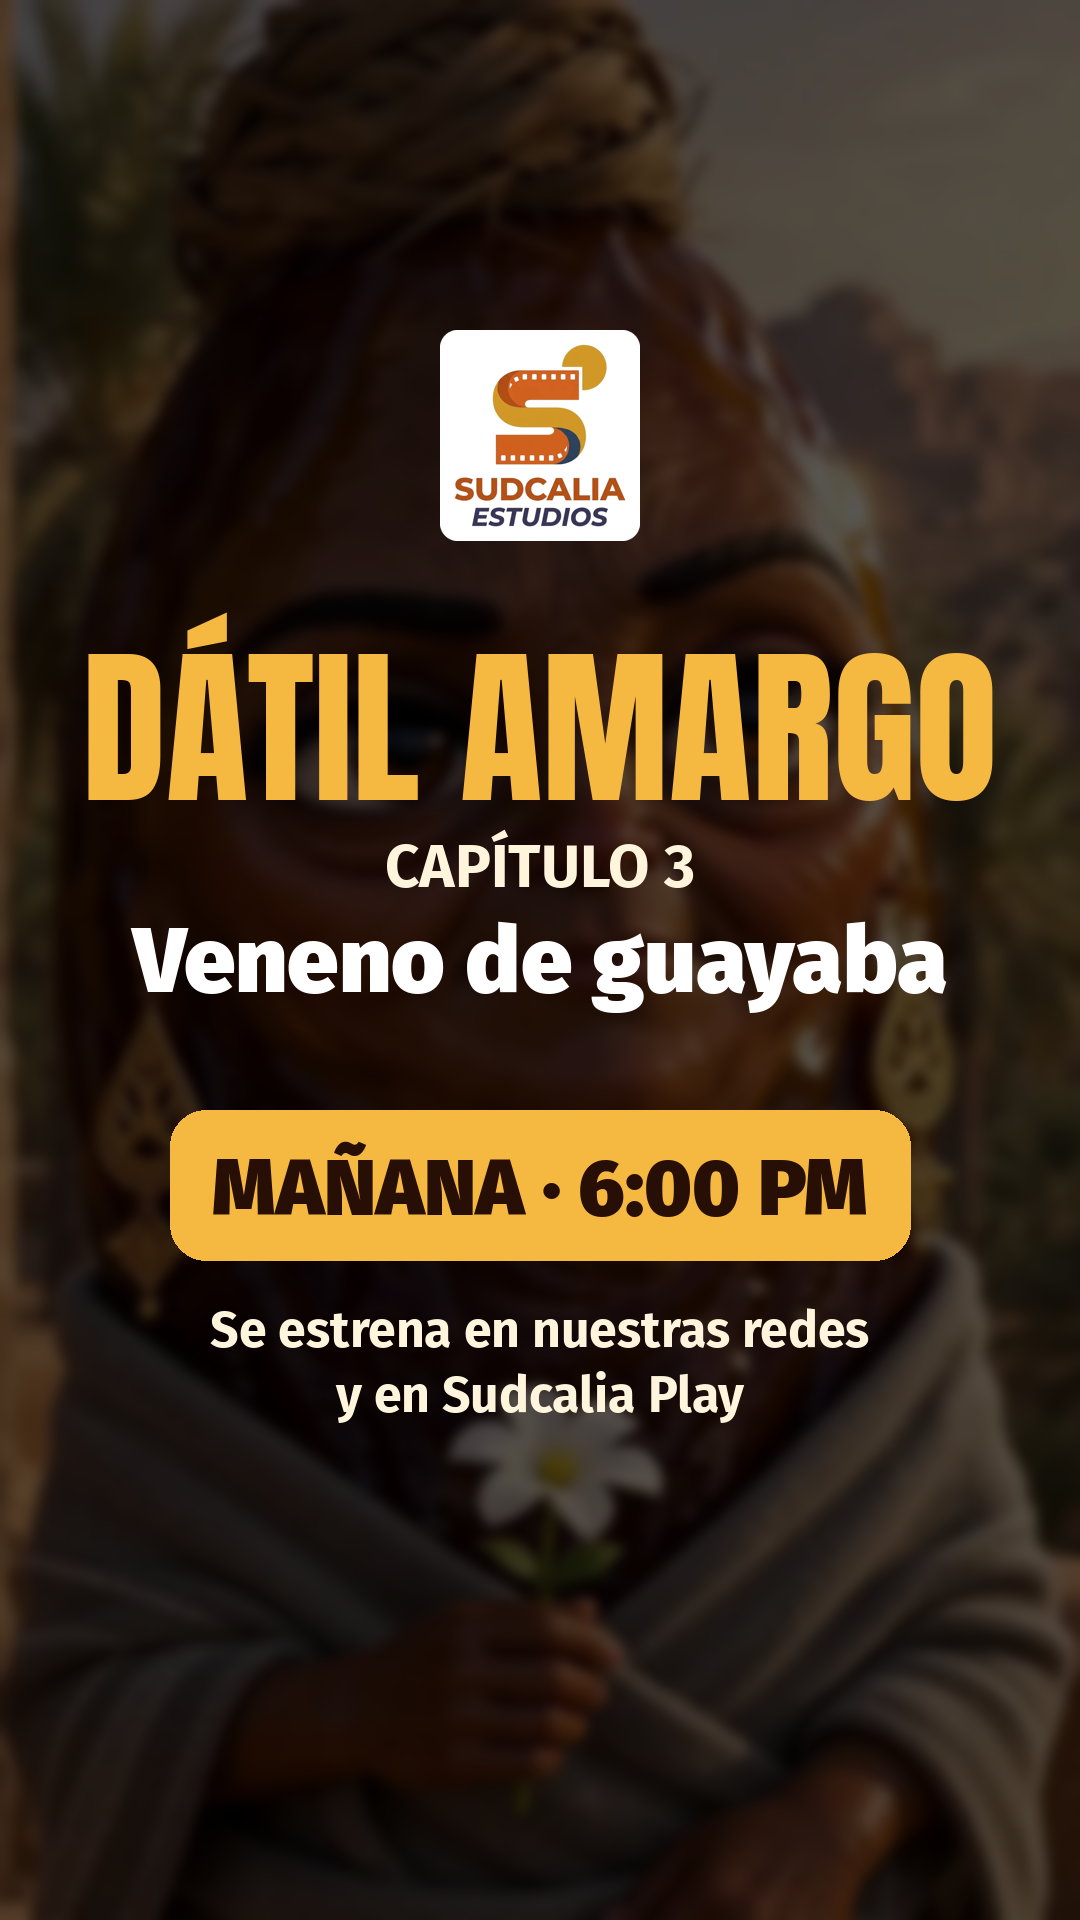 SUDCALIA
ESTUDIOS
DÁTIL AMARGO
CAPÍTULO 3
Veneno de guayaba
MAÑANA · 6:00 PM
Se estrena en nuestras redes
y en Sudcalia Play